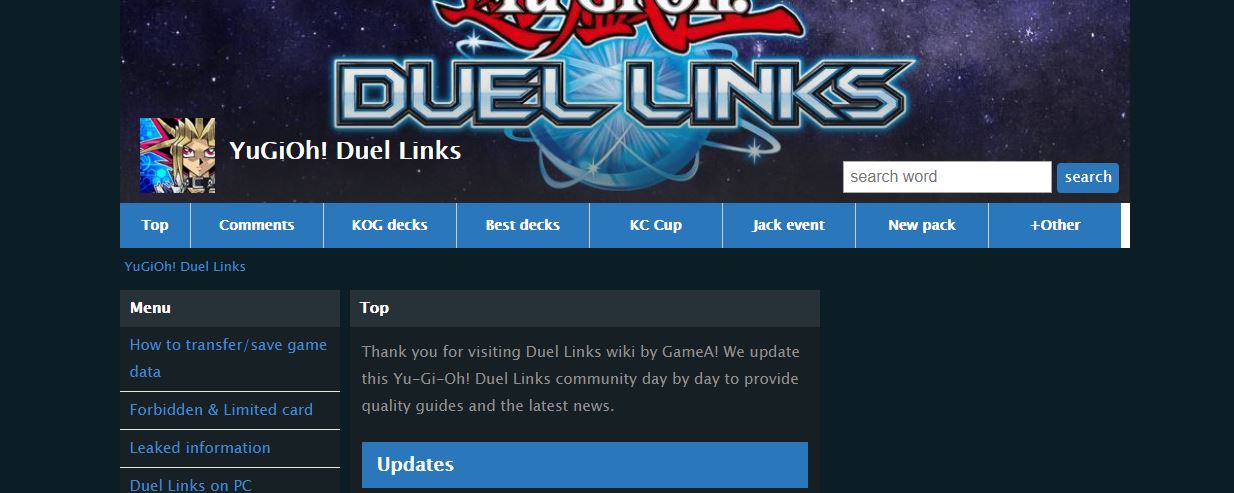 Yu-Gi-Oh!
DUEL LINKS
YuGiOh! Duel Links
search word
search
Top
Comments
KOG decks
Best decks
KC Cup
Jack event
New pack
+Other
YuGiOh! Duel Links
Menu
How to transfer/save game
data
Forbidden & Limited card
Leaked information
Duel Links on PC
Top
Thank you for visiting Duel Links wiki by GameA! We update
this Yu-Gi-Oh! Duel Links community day by day to provide
quality guides and the latest news.
Updates